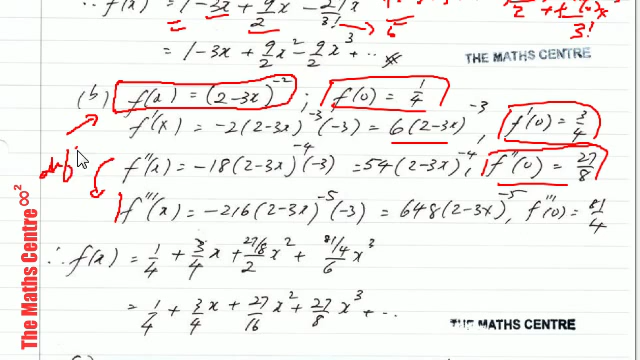 ∴ f(x) = 1 − 3x + 9x²/2 − 27x³/3!
= 1 − 3x + 9/2 x² − 9/2 x³ + ..
THE MATHS CENTRE
(b) f(x) = (2−3x)⁻² ; f(0) = 1/4
f'(x) = −2(2−3x)⁻³(−3) = 6(2−3x)⁻³, f'(0) = 3/4
f''(x) = −18(2−3x)⁻⁴(−3) = 54(2−3x)⁻⁴, f''(0) = 27/8
f'''(x) = −216(2−3x)⁻⁵(−3) = 648(2−3x)⁻⁵, f'''(0) = 81/4
∴ f(x) = 1/4 + 3/4 x + (27/8)/2 x² + (81/4)/6 x³
= 1/4 + 3/4 x + 27/16 x² + 27/8 x³ + ...
THE MATHS CENTRE
The Maths Centre ∞²